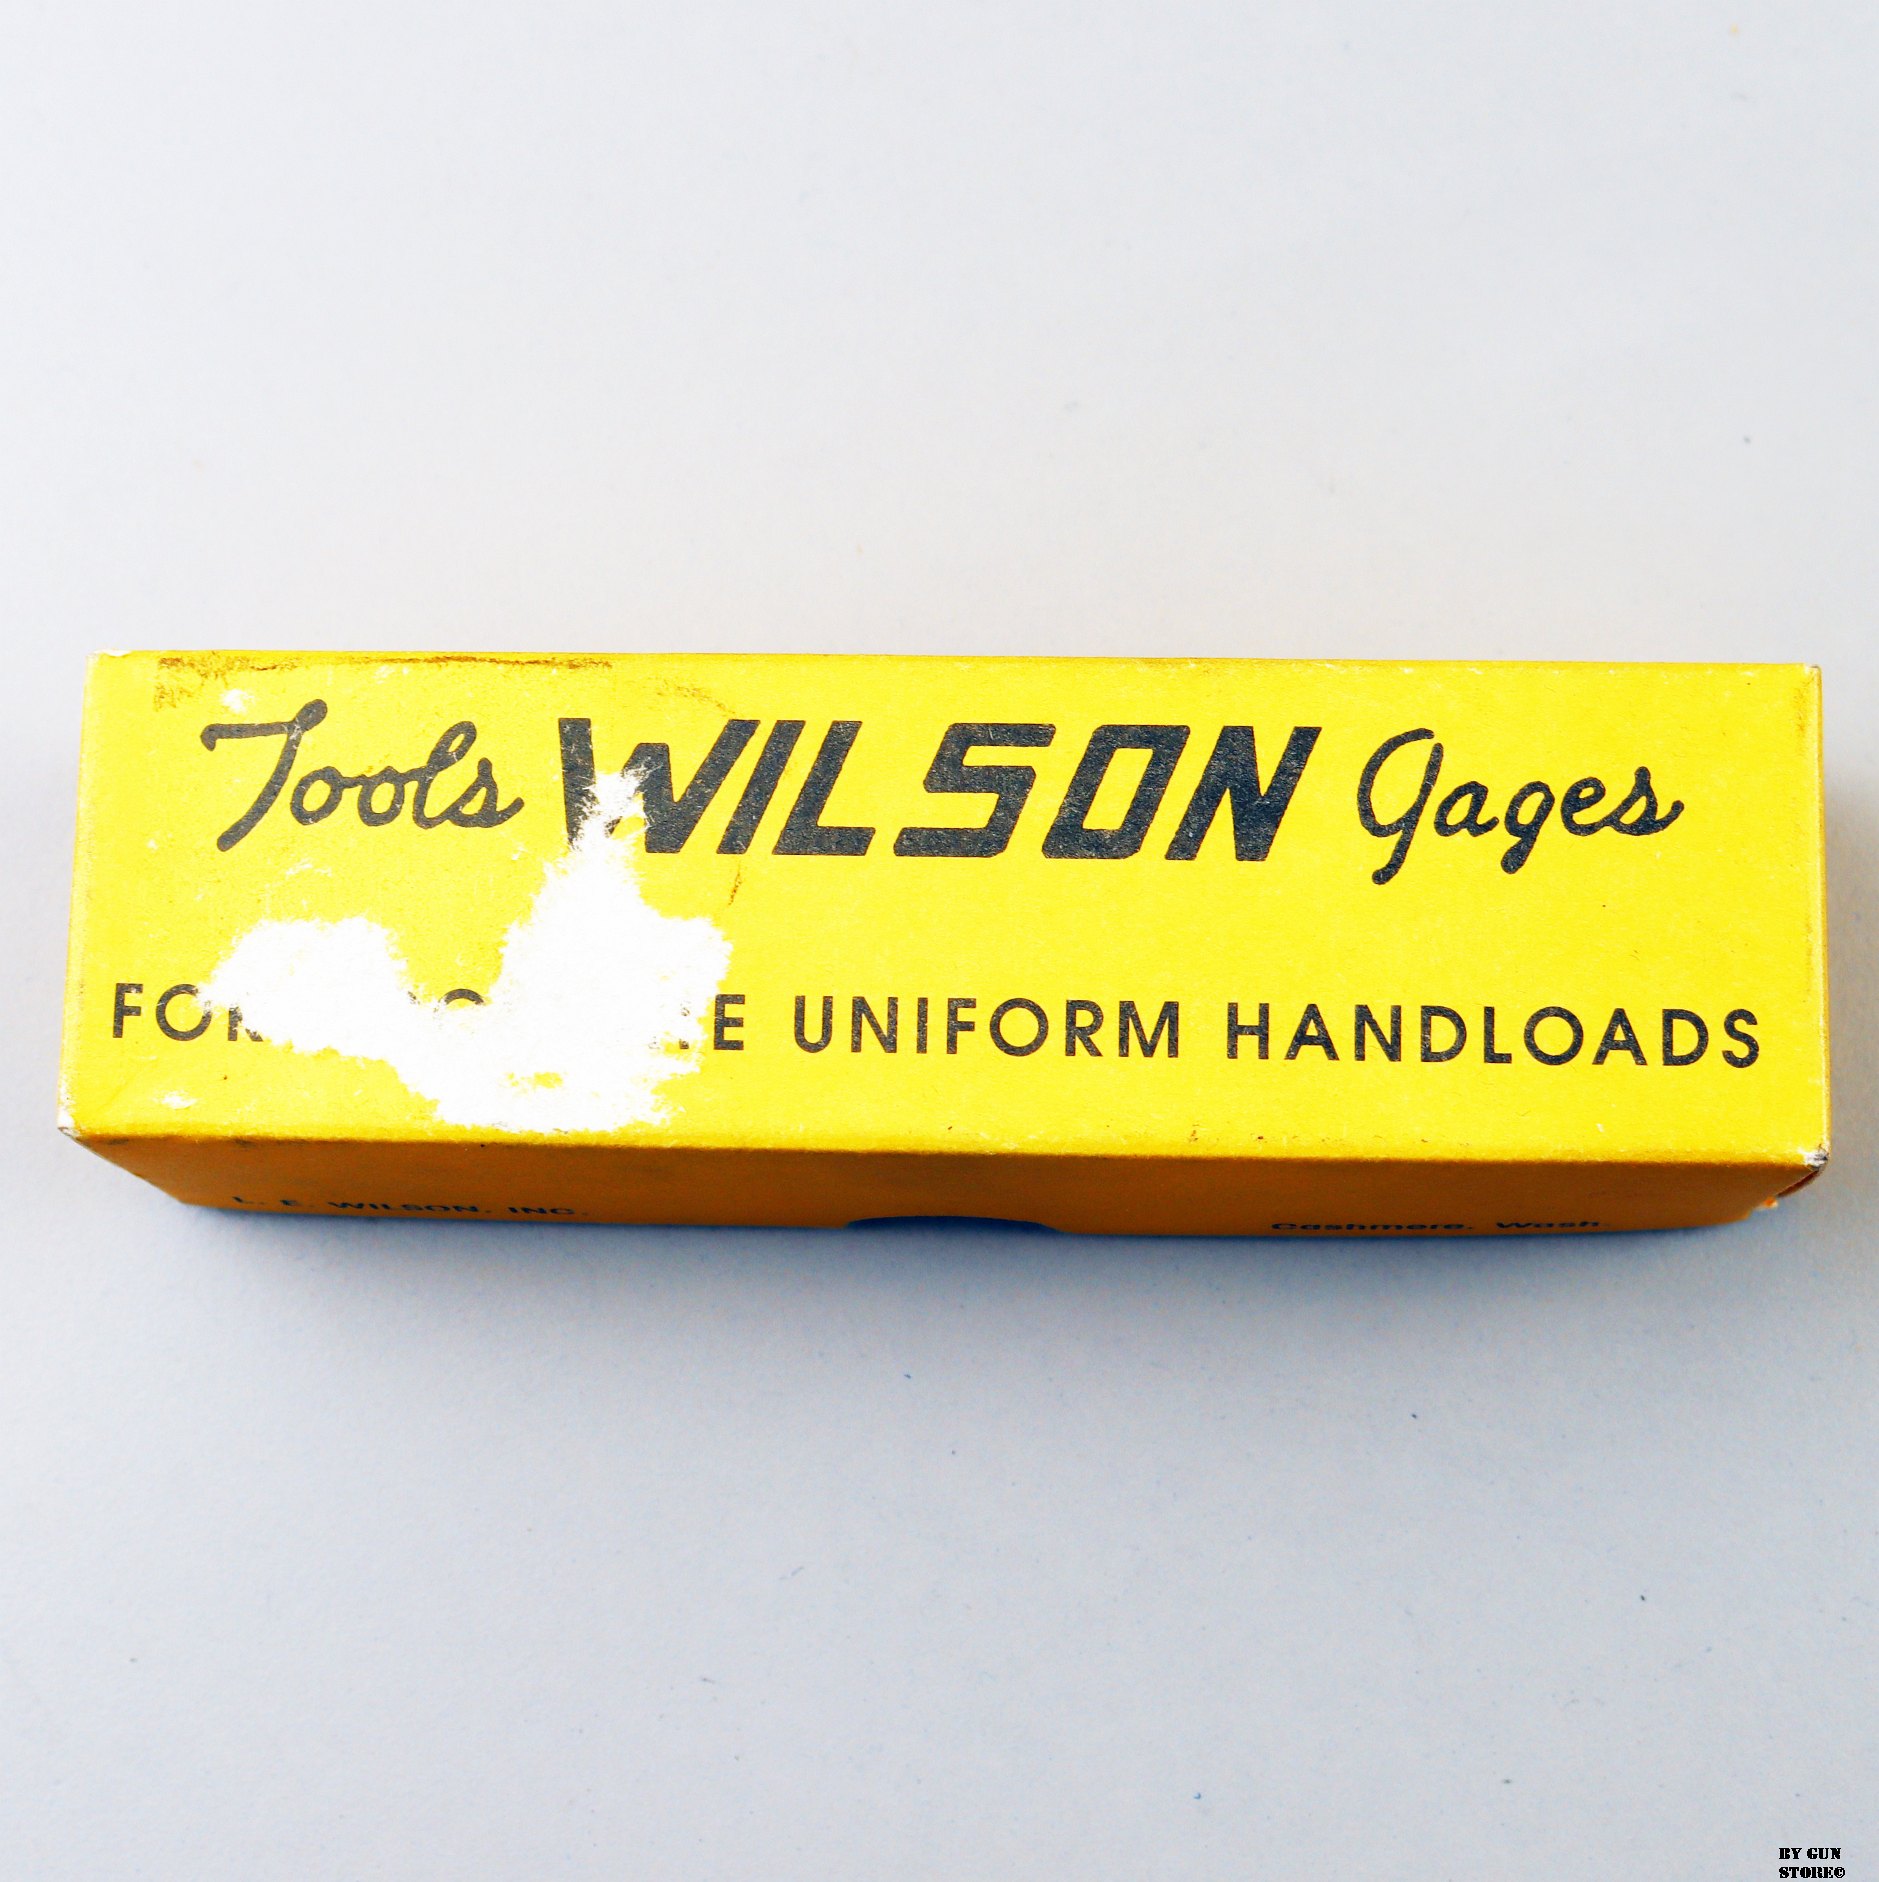 Tools WILSON Gages
FOR UNIFORM HANDLOADS
L. E. WILSON, INC. Cashmere, Wash.
BY GUN
STORE©